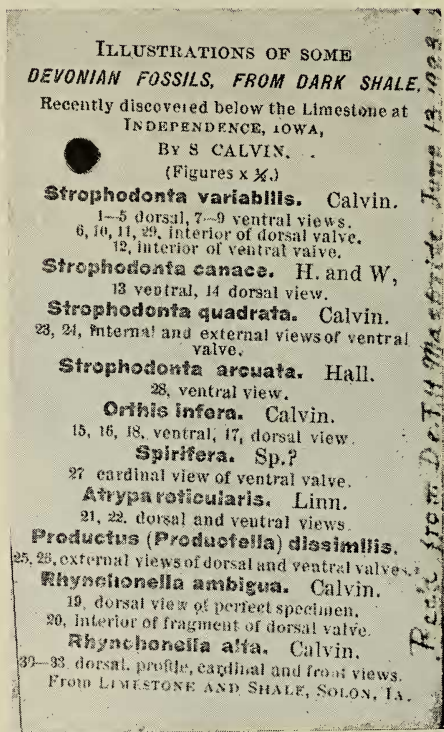 ILLUSTRATIONS OF SOME
DEVONIAN FOSSILS, FROM DARK SHALE,
Recently discovered below the Limestone at
INDEPENDENCE, IOWA,
BY S CALVIN.
(Figures x ⅔.)
Strophodonta variabilis. Calvin.
1—5 dorsal, 7—9 ventral views.
6, 10, 11, 29, interior of dorsal valve.
12, interior of ventral valve.
Strophodonta canace. H. and W,
13 ventral, 14 dorsal view.
Strophodonta quadrata. Calvin.
23, 24, internal and external views of ventral
valve.
Strophodonta arcuata. Hall.
28, ventral view.
Orthis infera. Calvin.
15, 16, 18, ventral, 17, dorsal view.
Spirifera. Sp.?
27 cardinal view of ventral valve.
Atrypa reticularis. Linn.
21, 22, dorsal and ventral views.
Productus (Productella) dissimilis.
25, 26, external views of dorsal and ventral valves.
Rhynchonella ambigua. Calvin.
19, dorsal view of perfect specimen.
20, interior of fragment of dorsal valve.
Rhynchonella alta. Calvin.
30—33, dorsal, profile, cardinal and front views.
From LIMESTONE AND SHALE, SOLON, IA.
Rec'd from Dr T H Macbride June 12